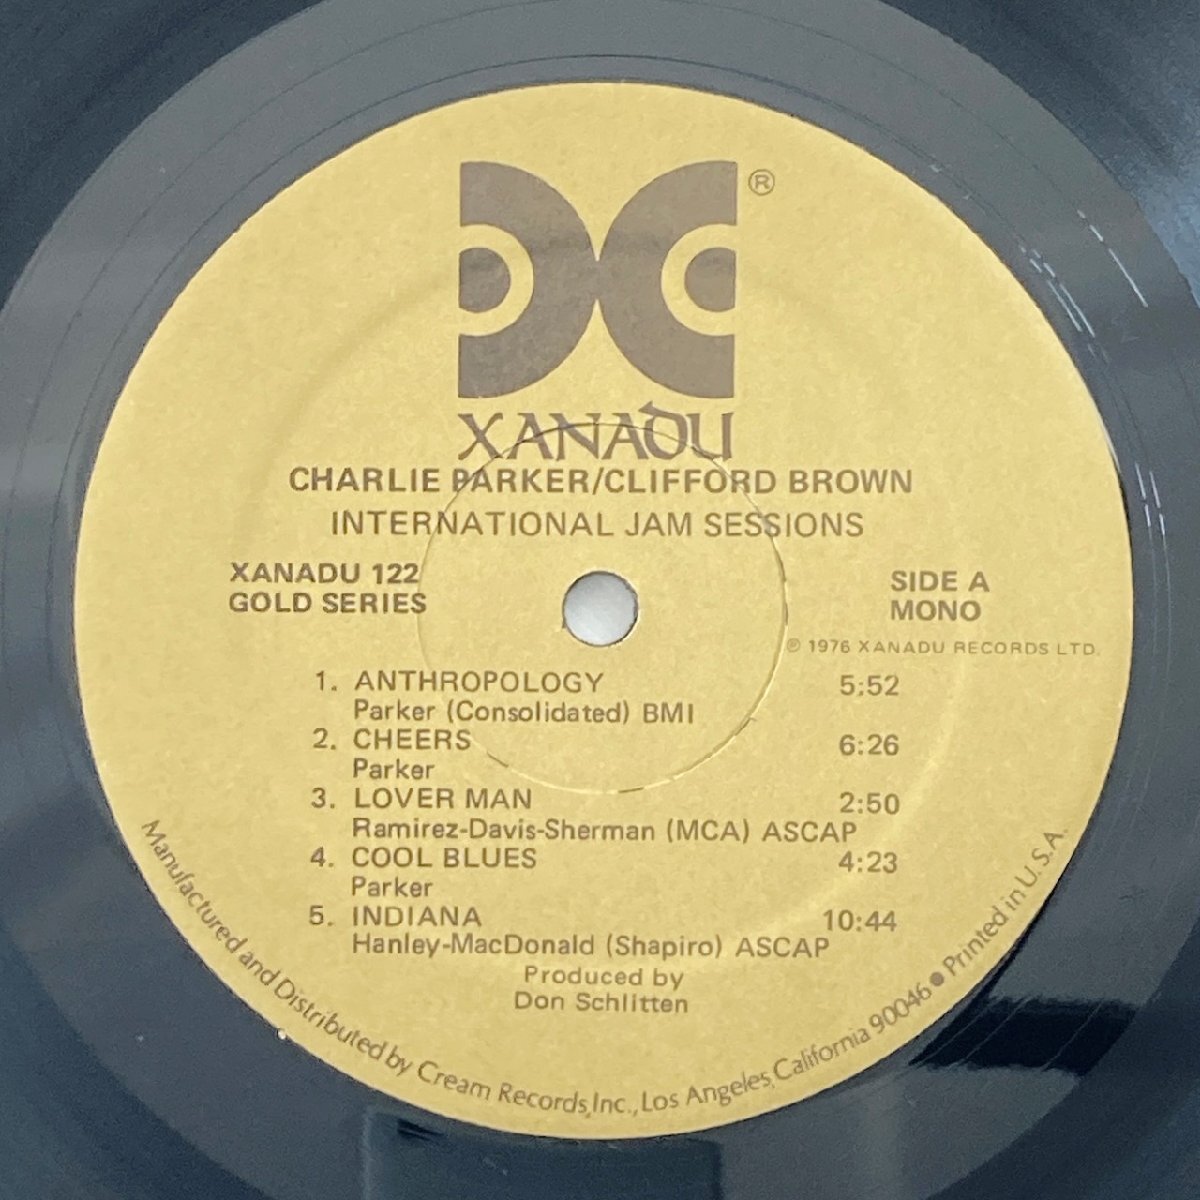 ®
XANADU
CHARLIE PARKER/CLIFFORD BROWN
INTERNATIONAL JAM SESSIONS
XANADU 122
GOLD SERIES
SIDE A
MONO
℗ 1976 XANADU RECORDS LTD.
1. ANTHROPOLOGY 5:52
Parker (Consolidated) BMI
2. CHEERS 6:26
Parker
3. LOVER MAN 2:50
Ramirez-Davis-Sherman (MCA) ASCAP
4. COOL BLUES 4:23
Parker
5. INDIANA 10:44
Hanley-MacDonald (Shapiro) ASCAP
Produced by
Don Schlitten
Manufactured and Distributed by Cream Records, Inc., Los Angeles, California 90046 ● Printed in U.S.A.